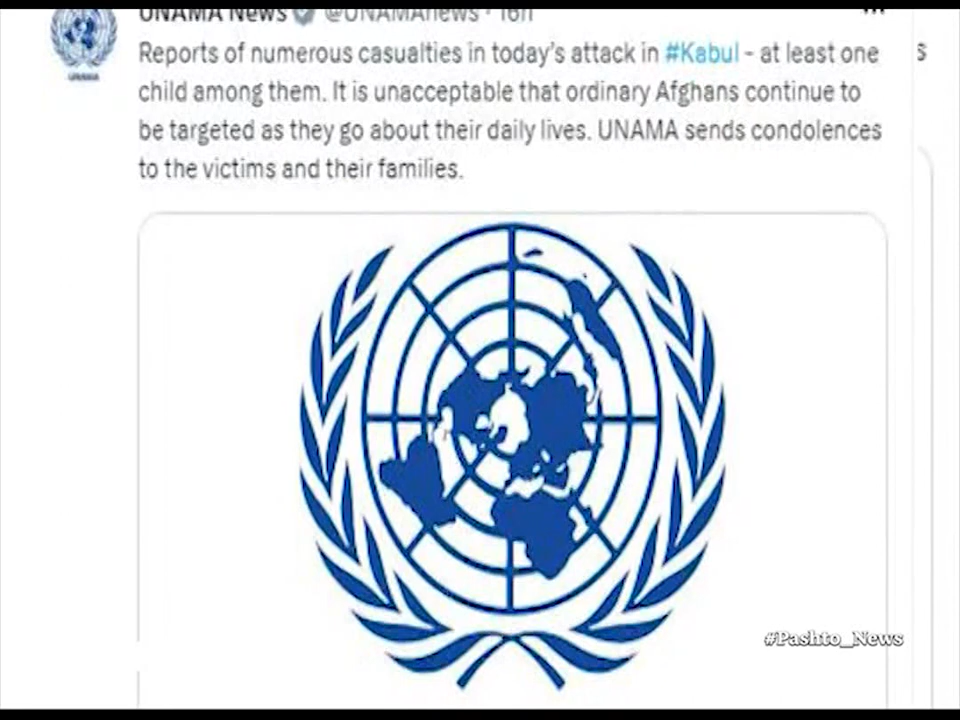 UNAMA News @UNAMAnews · 16h
Reports of numerous casualties in today's attack in #Kabul - at least one
child among them. It is unacceptable that ordinary Afghans continue to
be targeted as they go about their daily lives. UNAMA sends condolences
to the victims and their families.
#Pashto_News